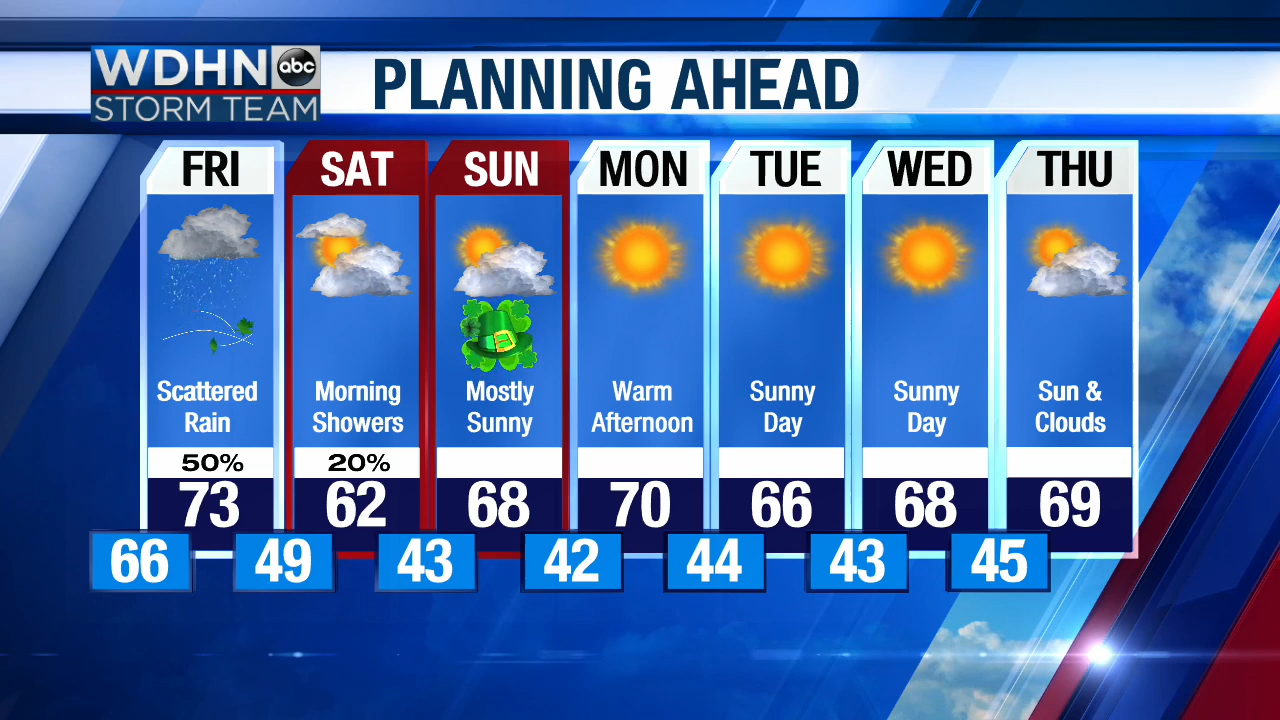 WDHN abc
STORM TEAM
PLANNING AHEAD
FRI SAT SUN MON TUE WED THU
Scattered Morning Mostly Warm Sunny Sunny Sun &
Rain Showers Sunny Afternoon Day Day Clouds
50% 20%
73 62 68 70 66 68 69
66 49 43 42 44 43 45